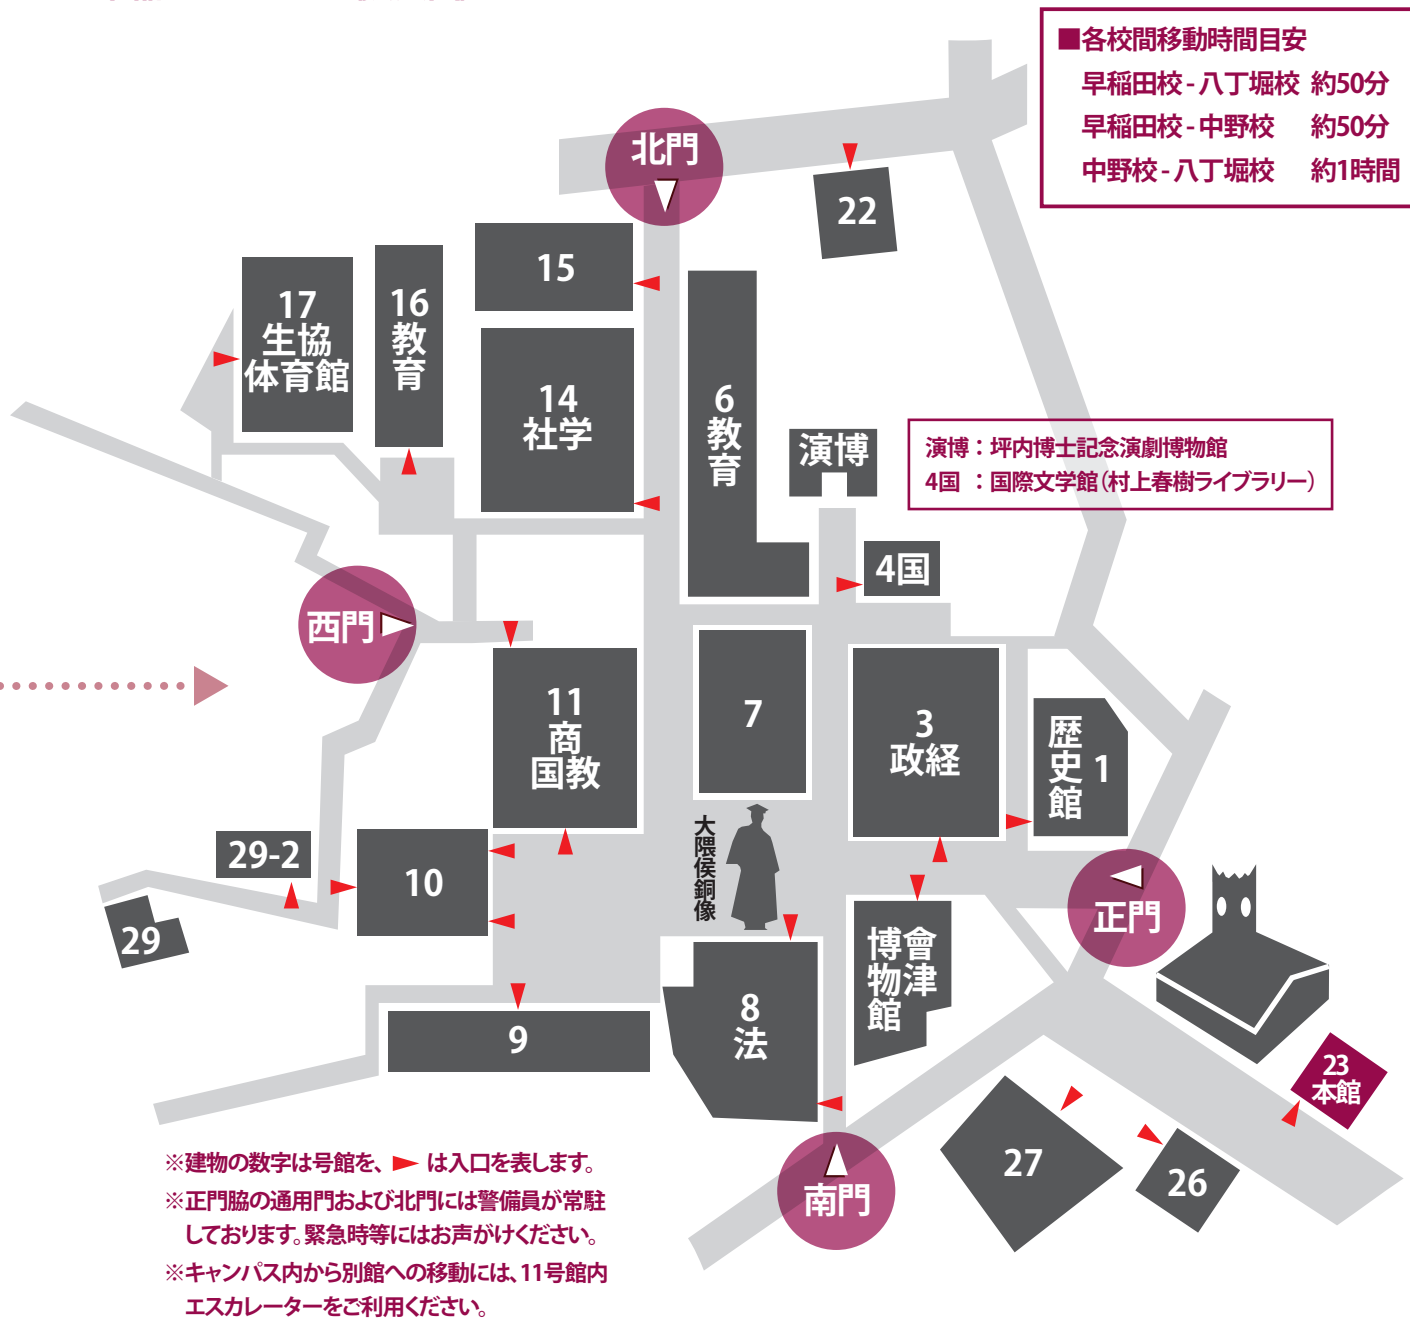 ■各校間移動時間目安
早稲田校 - 八丁堀校 約50分
早稲田校 - 中野校 約50分
中野校 - 八丁堀校 約1時間
北門
22
15
17
生協
体育館
16
教育
14
社学
6
教育
演博
演博：坪内博士記念演劇博物館
4国：国際文学館（村上春樹ライブラリー）
4国
西門
11
商
国教
7
3
政経
歴史館
1
大隈侯銅像
29-2
10
29
正門
會津
博物館
8
法
9
23
本館
27
26
南門
※建物の数字は号館を、 は入口を表します。
※正門脇の通用門および北門には警備員が常駐
しております。緊急時等にはお声がけください。
※キャンパス内から別館への移動には、11号館内
エスカレーターをご利用ください。